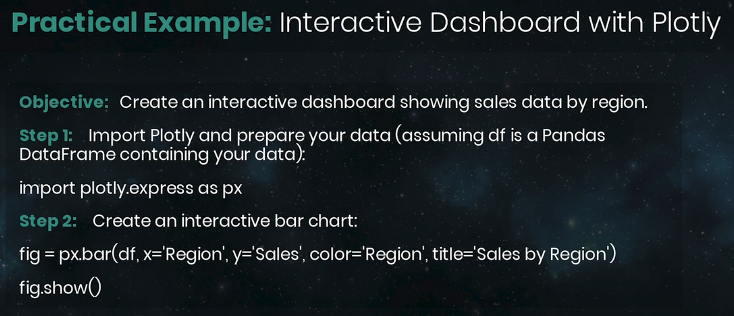 Practical Example: Interactive Dashboard with Plotly
Objective: Create an interactive dashboard showing sales data by region.
Step 1: Import Plotly and prepare your data (assuming df is a Pandas
DataFrame containing your data):
import plotly.express as px
Step 2: Create an interactive bar chart:
fig = px.bar(df, x='Region', y='Sales', color='Region', title='Sales by Region')
fig.show()